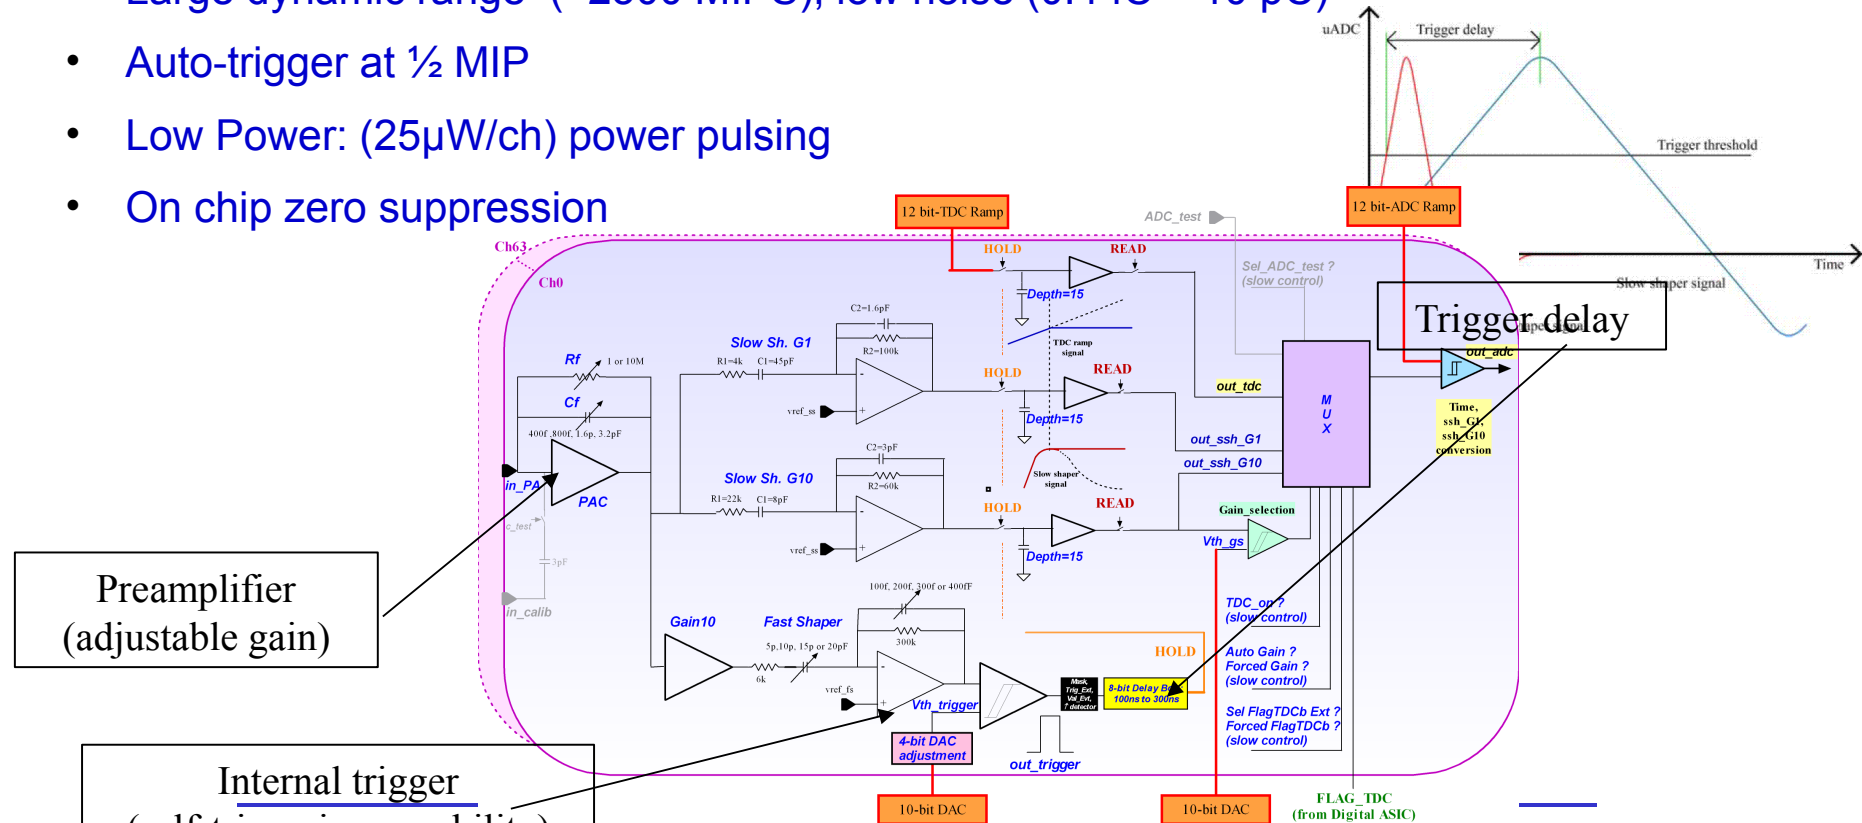 • Auto-trigger at ½ MIP
• Low Power: (25µW/ch) power pulsing
• On chip zero suppression
uADC
Trigger delay
Trigger threshold
Time
Slow shaper signal
Trigger delay
12 bit-TDC Ramp
ADC_test
12 bit-ADC Ramp
Ch63
Ch0
HOLD
READ
Sel_ADC_test ?
(slow control)
Depth=15
C2=1.6pF
Slow Sh. G1
R2=100k
R1=4k
C1=45pF
TDC ramp
signal
Rf
1 or 10M
HOLD
READ
out_adc
out_tdc
M
U
X
Cf
400f ,800f, 1.6p, 3.2pF
vref_ss
Depth=15
Time,
ssh_G1,
ssh_G10
conversion
out_ssh_G1
C2=3pF
out_ssh_G10
Slow Sh. G10
R2=60k
Slow shaper
signal
in_PA
PAC
R1=22k
C1=8pF
HOLD
READ
Gain_selection
c_test
Vth_gs
vref_ss
Depth=15
3pF
Preamplifier
(adjustable gain)
in_calib
100f, 200f, 300f or 400fF
TDC_on ?
(slow control)
Gain10
Fast Shaper
300k
5p,10p, 15p or 20pF
6k
HOLD
Auto Gain ?
Forced Gain ?
(slow control)
vref_fs
Vth_trigger
Mask,
Trig_Ext,
Val_Evt,
↑ detector
8-bit Delay
100ns to 300ns
Sel FlagTDCb Ext ?
Forced FlagTDCb ?
(slow control)
4-bit DAC
adjustment
out_trigger
Internal trigger
10-bit DAC
10-bit DAC
FLAG_TDC
(from Digital ASIC)